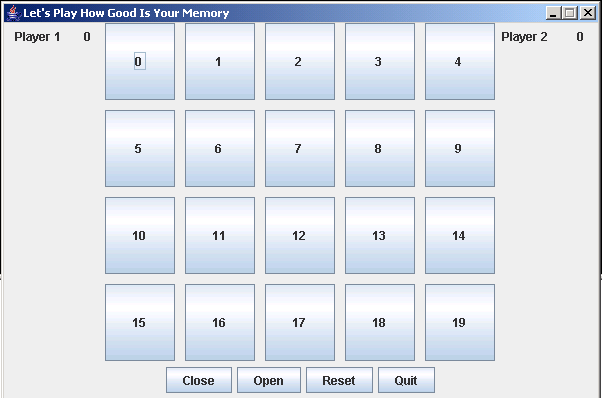 Let's Play How Good Is Your Memory
Player 1 0
Player 2 0
0 1 2 3 4
5 6 7 8 9
10 11 12 13 14
15 16 17 18 19
Close Open Reset Quit